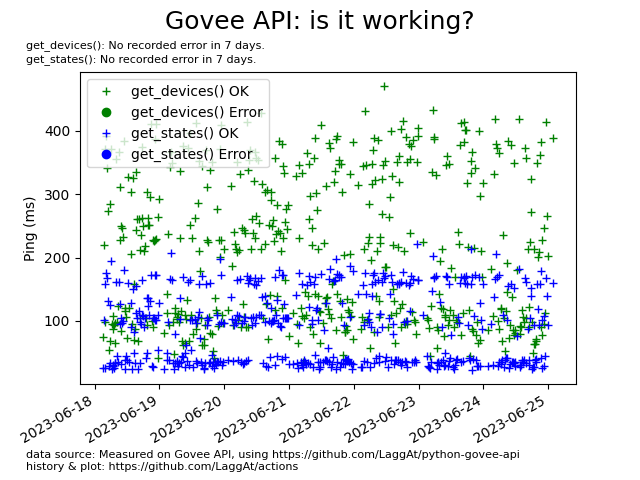 Govee API: is it working?
get_devices(): No recorded error in 7 days.
get_states(): No recorded error in 7 days.
get_devices() OK
get_devices() Error
get_states() OK
get_states() Error
Ping (ms)
400
300
200
100
2023-06-18
2023-06-19
2023-06-20
2023-06-21
2023-06-22
2023-06-23
2023-06-24
2023-06-25
data source: Measured on Govee API, using https://github.com/LaggAt/python-govee-api
history & plot: https://github.com/LaggAt/actions